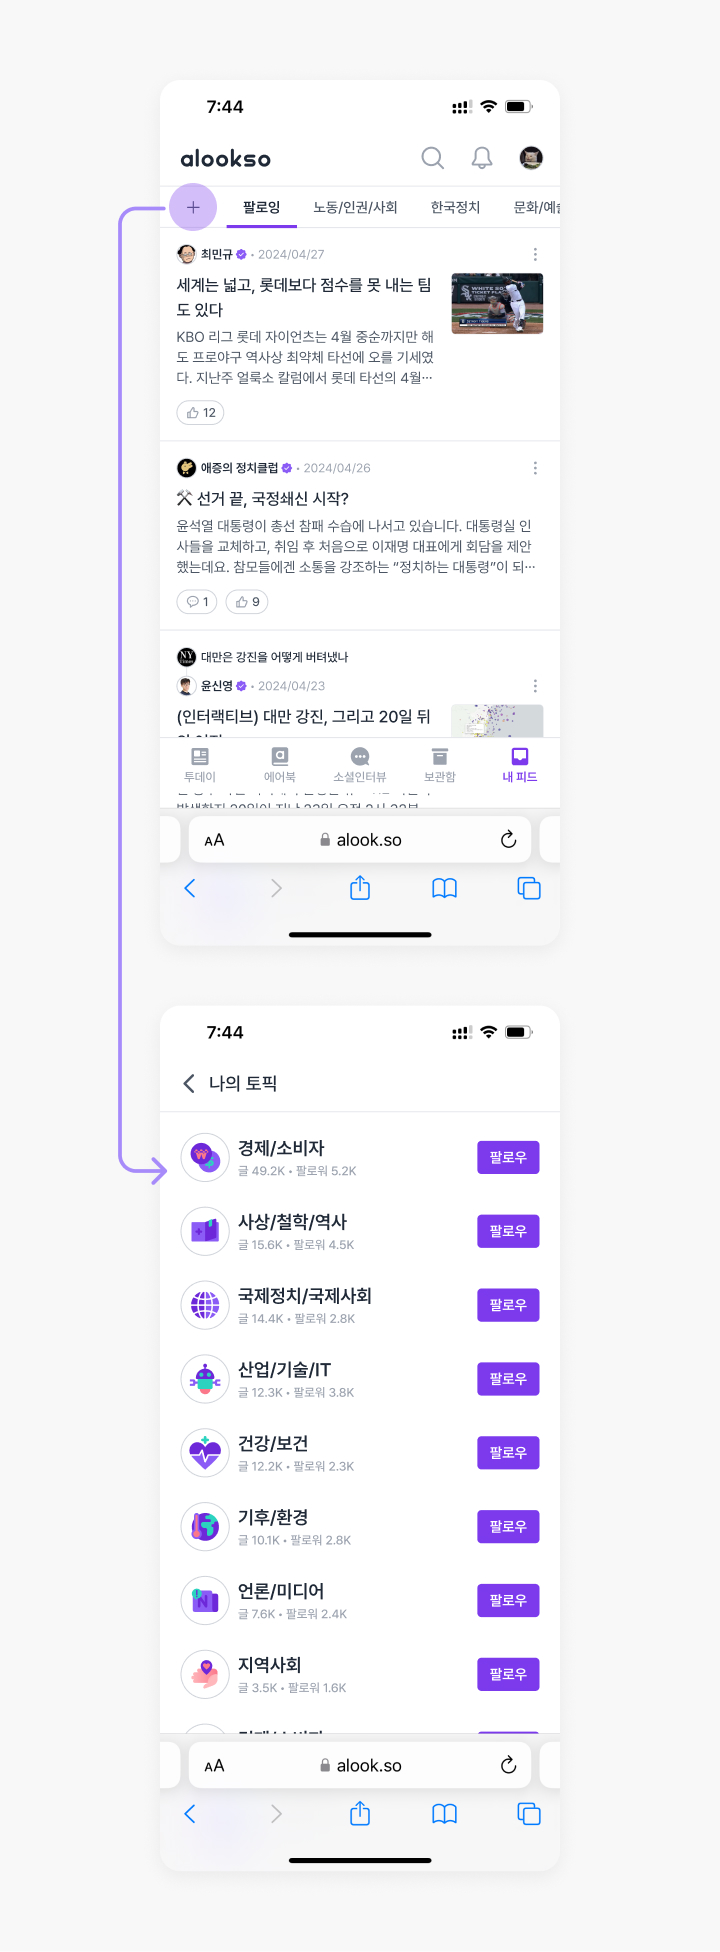 7:44
alookso
팔로잉 노동/인권/사회 한국정치 문화/예술
최민규 • 2024/04/27
세계는 넓고, 롯데보다 점수를 못 내는 팀
도 있다
KBO 리그 롯데 자이언츠는 4월 중순까지만 해
도 프로야구 역사상 최약체 타선에 오를 기세였
다. 지난주 얼룩소 칼럼에서 롯데 타선의 4월…
12
애증의 정치클럽 • 2024/04/26
⚒ 선거 끝, 국정쇄신 시작?
윤석열 대통령이 총선 참패 수습에 나서고 있습니다. 대통령실 인
사들을 교체하고, 취임 후 처음으로 이재명 대표에게 회담을 제안
했는데요. 참모들에겐 소통을 강조하는 “정치하는 대통령”이 되…
1 9
대만은 강진을 어떻게 버텨냈나
윤신영 • 2024/04/23
(인터랙티브) 대만 강진, 그리고 20일 뒤
투데이 에어북 소셜인터뷰 보관함 내 피드
AA alook.so
7:44
나의 토픽
경제/소비자
글 49.2K • 팔로워 5.2K
팔로우
사상/철학/역사
글 15.6K • 팔로워 4.5K
팔로우
국제정치/국제사회
글 14.4K • 팔로워 2.8K
팔로우
산업/기술/IT
글 12.3K • 팔로워 3.8K
팔로우
건강/보건
글 12.2K • 팔로워 2.3K
팔로우
기후/환경
글 10.1K • 팔로워 2.8K
팔로우
언론/미디어
글 7.6K • 팔로워 2.4K
팔로우
지역사회
글 3.5K • 팔로워 1.6K
팔로우
AA alook.so